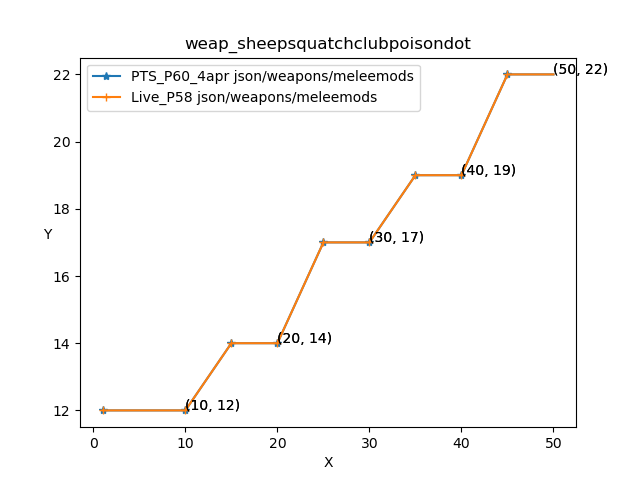 weap_sheepsquatchclubpoisondot
PTS_P60_4apr json/weapons/meleemods
Live_P58 json/weapons/meleemods
22
(50, 22)
20
(40, 19)
18
(30, 17)
Y
16
14
(20, 14)
12
(10, 12)
0 10 20 30 40 50
X